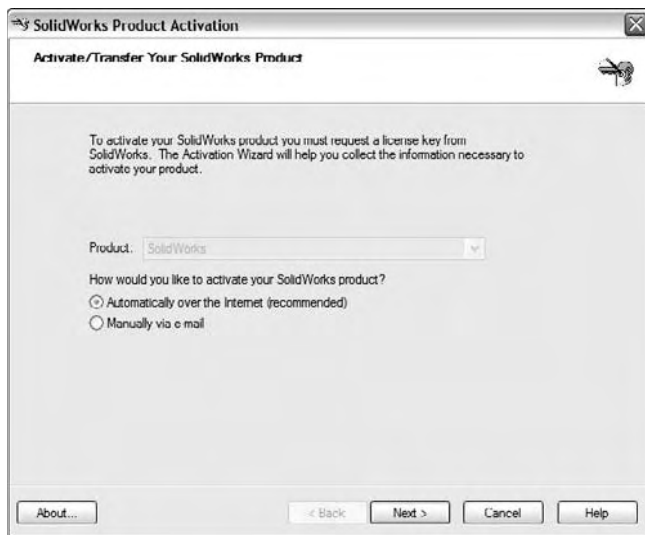 SolidWorks Product Activation
Activate/Transfer Your SolidWorks Product
To activate your SolidWorks product you must request a license key from
SolidWorks. The Activation Wizard will help you collect the information necessary to
activate your product.
Product: SolidWorks
How would you like to activate your SolidWorks product?
Automatically over the Internet (recommended)
Manually via e-mail
About... < Back Next > Cancel Help